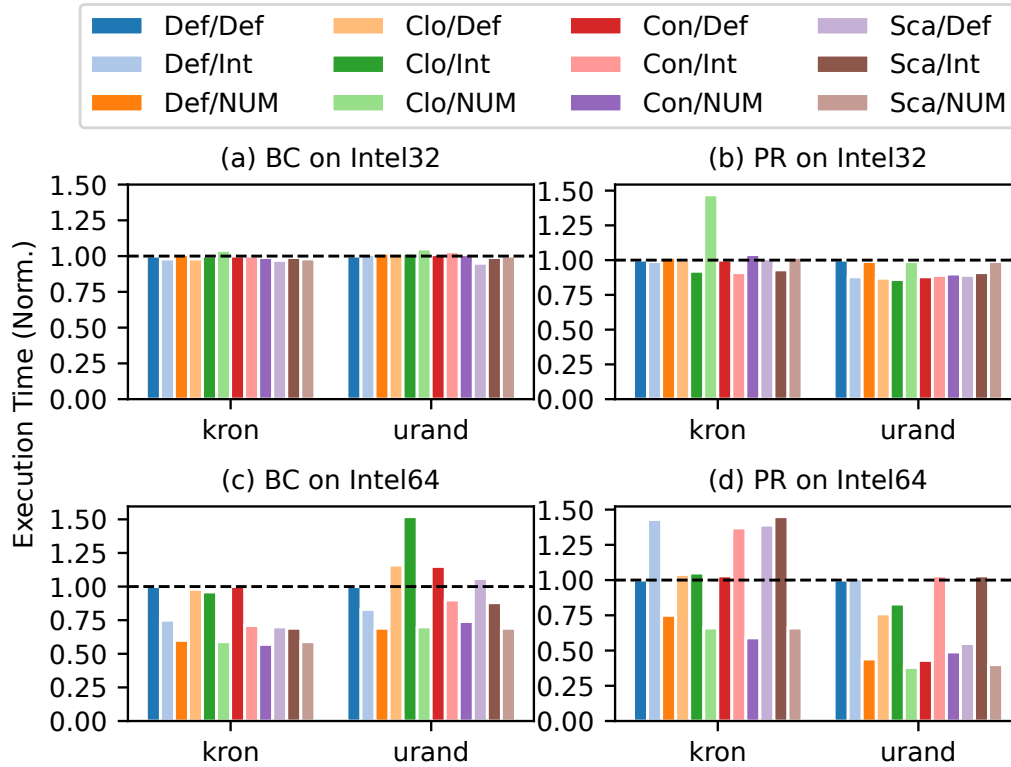 Def/Def Clo/Def Con/Def Sca/Def
Def/Int Clo/Int Con/Int Sca/Int
Def/NUM Clo/NUM Con/NUM Sca/NUM
Execution Time (Norm.)
(a) BC on Intel32
1.50
1.25
1.00
0.75
0.50
0.25
0.00
kron urand
(b) PR on Intel32
1.50
1.25
1.00
0.75
0.50
0.25
0.00
kron urand
(c) BC on Intel64
1.50
1.25
1.00
0.75
0.50
0.25
0.00
kron urand
(d) PR on Intel64
1.50
1.25
1.00
0.75
0.50
0.25
0.00
kron urand